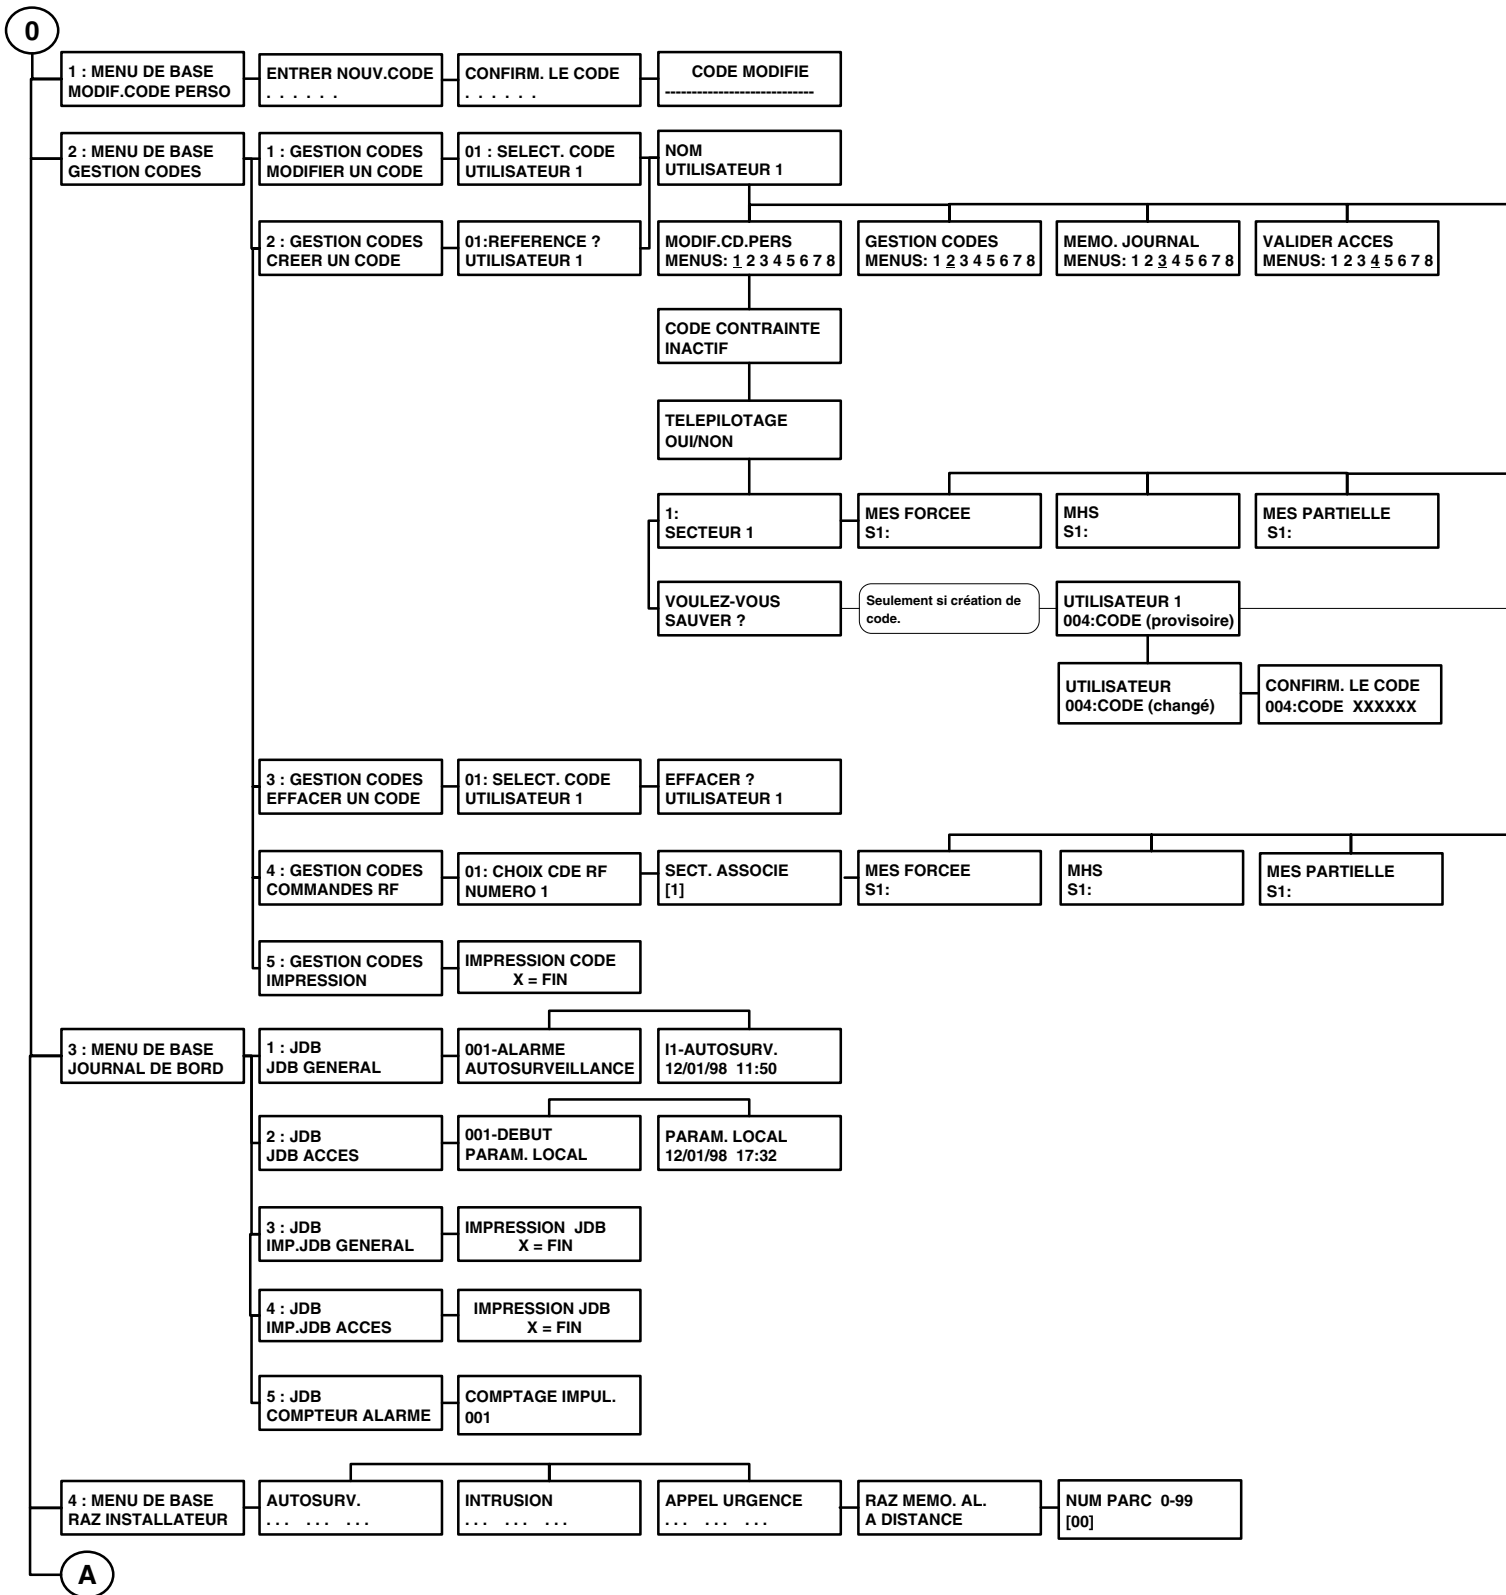 0
1 : MENU DE BASE
MODIF.CODE PERSO
ENTRER NOUV.CODE
. . . . . .
CONFIRM. LE CODE
. . . . . .
CODE MODIFIE
----------------------------
2 : MENU DE BASE
GESTION CODES
1 : GESTION CODES
MODIFIER UN CODE
01 : SELECT. CODE
UTILISATEUR 1
NOM
UTILISATEUR 1
2 : GESTION CODES
CREER UN CODE
01:REFERENCE ?
UTILISATEUR 1
MODIF.CD.PERS
MENUS: 1 2 3 4 5 6 7 8
GESTION CODES
MENUS: 1 2 3 4 5 6 7 8
MEMO. JOURNAL
MENUS: 1 2 3 4 5 6 7 8
VALIDER ACCES
MENUS: 1 2 3 4 5 6 7 8
CODE CONTRAINTE
INACTIF
TELEPILOTAGE
OUI/NON
1:
SECTEUR 1
MES FORCEE
S1:
MHS
S1:
MES PARTIELLE
S1:
VOULEZ-VOUS
SAUVER ?
Seulement si création de
code.
UTILISATEUR 1
004:CODE (provisoire)
UTILISATEUR
004:CODE (changé)
CONFIRM. LE CODE
004:CODE XXXXXX
3 : GESTION CODES
EFFACER UN CODE
01: SELECT. CODE
UTILISATEUR 1
EFFACER ?
UTILISATEUR 1
4 : GESTION CODES
COMMANDES RF
01: CHOIX CDE RF
NUMERO 1
SECT. ASSOCIE
[1]
MES FORCEE
S1:
MHS
S1:
MES PARTIELLE
S1:
5 : GESTION CODES
IMPRESSION
IMPRESSION CODE
X = FIN
3 : MENU DE BASE
JOURNAL DE BORD
1 : JDB
JDB GENERAL
001-ALARME
AUTOSURVEILLANCE
I1-AUTOSURV.
12/01/98 11:50
2 : JDB
JDB ACCES
001-DEBUT
PARAM. LOCAL
PARAM. LOCAL
12/01/98 17:32
3 : JDB
IMP.JDB GENERAL
IMPRESSION JDB
X = FIN
4 : JDB
IMP.JDB ACCES
IMPRESSION JDB
X = FIN
5 : JDB
COMPTEUR ALARME
COMPTAGE IMPUL.
001
4 : MENU DE BASE
RAZ INSTALLATEUR
AUTOSURV.
. . . . . . . . .
INTRUSION
. . . . . . . . .
APPEL URGENCE
. . . . . . . . .
RAZ MEMO. AL.
A DISTANCE
NUM PARC 0-99
[00]
A